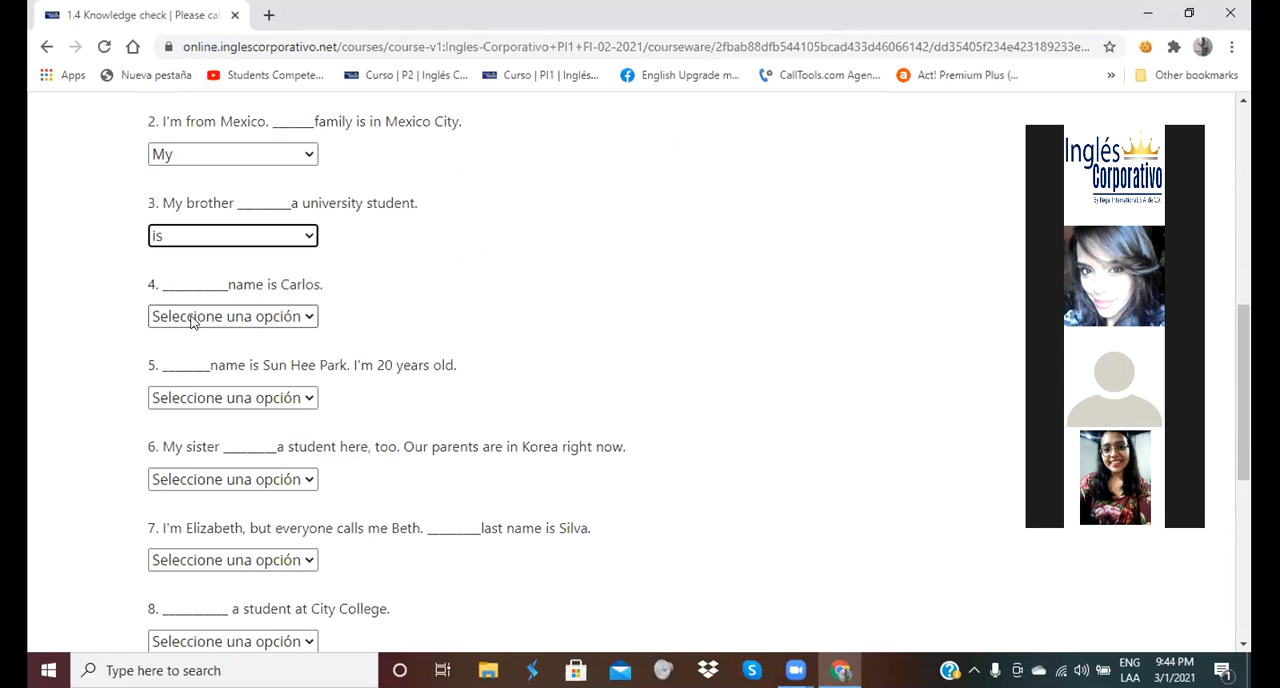 1.4 Knowledge check | Please ca
online.inglescorporativo.net/courses/course-v1:Ingles-Corporativo+PI1+FI-02-2021/courseware/2fbab88dfb544105bcad433d46066142/dd35405f234e423189233e...
Apps Nueva pestaña Students Compete... Curso | P2 | Inglés C... Curso | PI1 | Inglés... English Upgrade m... CallTools.com Agen... Act! Premium Plus (... » Other bookmarks
2. I'm from Mexico. ______family is in Mexico City.
My
3. My brother ________a university student.
is
4. __________name is Carlos.
Seleccione una opción
5. _______name is Sun Hee Park. I'm 20 years old.
Seleccione una opción
6. My sister ________a student here, too. Our parents are in Korea right now.
Seleccione una opción
7. I'm Elizabeth, but everyone calls me Beth. ________last name is Silva.
Seleccione una opción
8. __________ a student at City College.
Seleccione una opción
Inglés
Corporativo
Type here to search
ENG
LAA
9:44 PM
3/1/2021
1